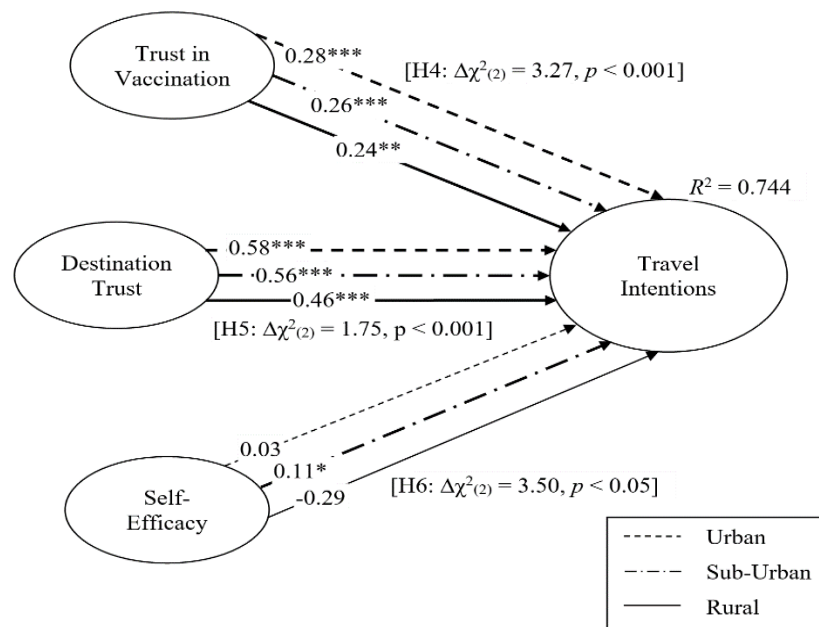 Trust in
Vaccination
0.28***
0.26***
0.24**
[H4: Δχ²₍₂₎ = 3.27, p < 0.001]
R² = 0.744
Destination
Trust
0.58***
0.56***
0.46***
[H5: Δχ²₍₂₎ = 1.75, p < 0.001]
Travel
Intentions
Self-
Efficacy
0.03
0.11*
-0.29
[H6: Δχ²₍₂₎ = 3.50, p < 0.05]
Urban
Sub-Urban
Rural